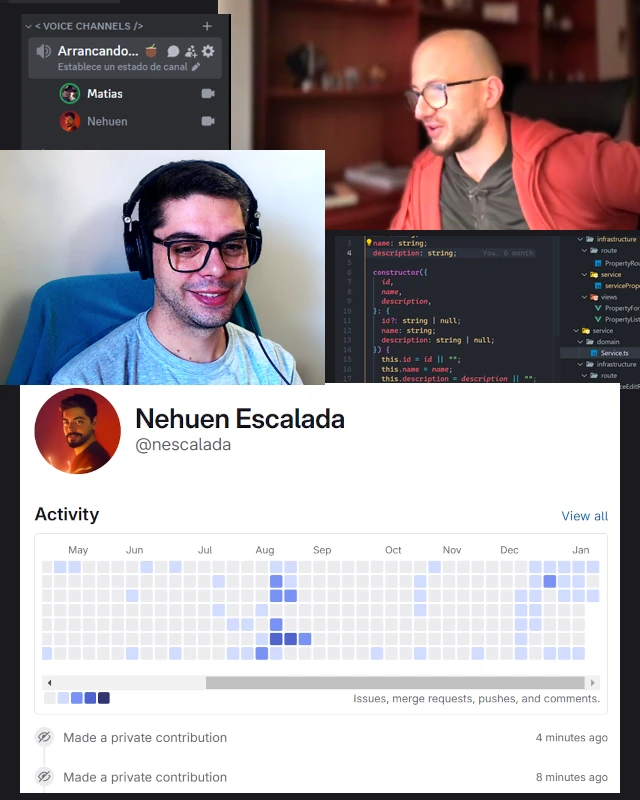 < VOICE CHANNELS />
Arrancando...
Establece un estado de canal
Matias
Nehuen
3 name: string;
4 description: string; You, 6 month
5
6 constructor({
7 id,
8 name,
9 description,
10 }: {
11 id?: string | null;
12 name: string;
13 description: string | null;
14 }) {
15 this.id = id || "";
16 this.name = name;
17 this.description = description || "";
infrastructure
route
PropertyRou
service
serviceProp
views
PropertyFor
PropertyList
service
domain
Service.ts
infrastructure
route
ceEditR
Nehuen Escalada
@nescalada
Activity
View all
May Jun Jul Aug Sep Oct Nov Dec Jan
Issues, merge requests, pushes, and comments.
Made a private contribution 4 minutes ago
Made a private contribution 8 minutes ago